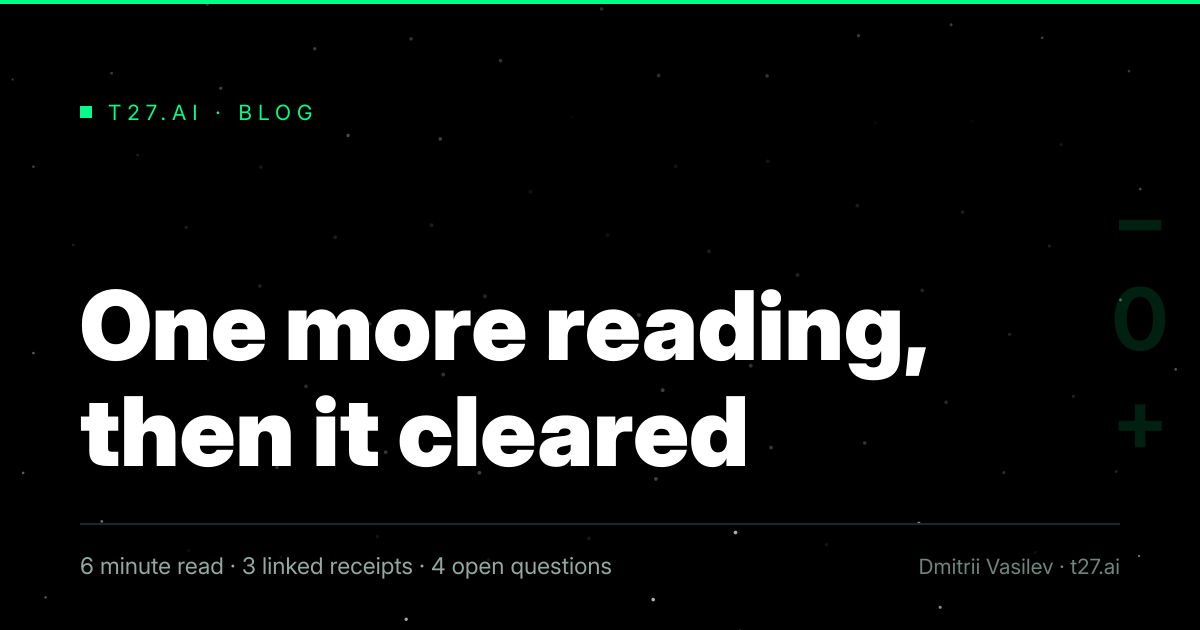 T27.AI · BLOG
One more reading,
then it cleared
−
0
+
6 minute read · 3 linked receipts · 4 open questions
Dmitrii Vasilev · t27.ai